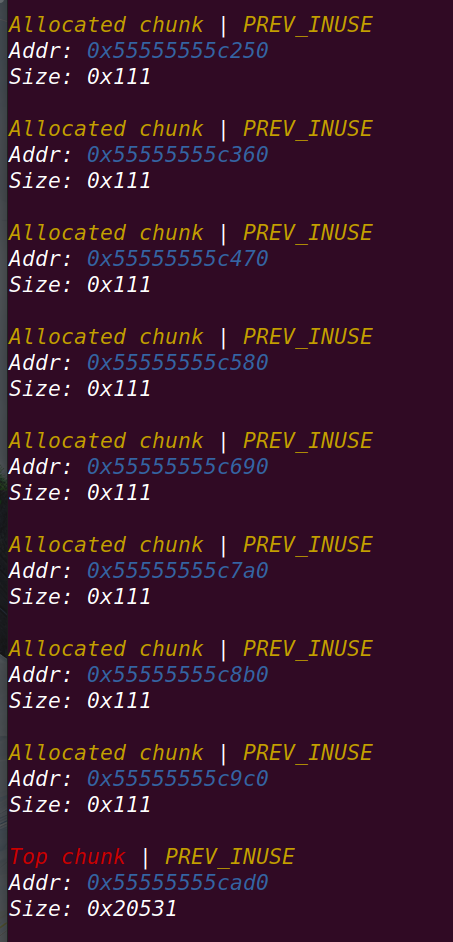 Allocated chunk | PREV_INUSE
Addr: 0x55555555c250
Size: 0x111
Allocated chunk | PREV_INUSE
Addr: 0x55555555c360
Size: 0x111
Allocated chunk | PREV_INUSE
Addr: 0x55555555c470
Size: 0x111
Allocated chunk | PREV_INUSE
Addr: 0x55555555c580
Size: 0x111
Allocated chunk | PREV_INUSE
Addr: 0x55555555c690
Size: 0x111
Allocated chunk | PREV_INUSE
Addr: 0x55555555c7a0
Size: 0x111
Allocated chunk | PREV_INUSE
Addr: 0x55555555c8b0
Size: 0x111
Allocated chunk | PREV_INUSE
Addr: 0x55555555c9c0
Size: 0x111
Top chunk | PREV_INUSE
Addr: 0x55555555cad0
Size: 0x20531